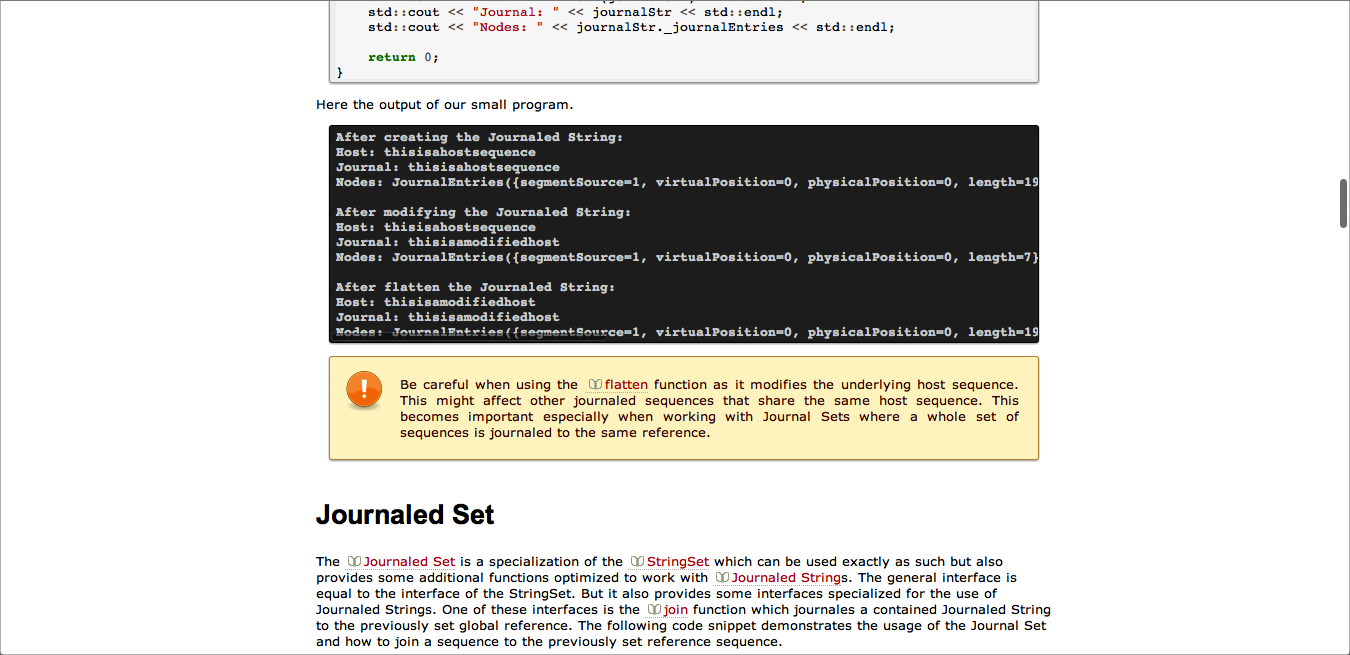 std::cout << "Journal: " << journalStr << std::endl;
std::cout << "Nodes: " << journalStr._journalEntries << std::endl;
return 0;
}
Here the output of our small program.
After creating the Journaled String:
Host: thisisahostsequence
Journal: thisisahostsequence
Nodes: JournalEntries({segmentSource=1, virtualPosition=0, physicalPosition=0, length=19
After modifying the Journaled String:
Host: thisisahostsequence
Journal: thisisamodifiedhost
Nodes: JournalEntries({segmentSource=1, virtualPosition=0, physicalPosition=0, length=7}
After flatten the Journaled String:
Host: thisisamodifiedhost
Journal: thisisamodifiedhost
Nodes: JournalEntries({segmentSource=1, virtualPosition=0, physicalPosition=0, length=19
Be careful when using the flatten function as it modifies the underlying host sequence.
This might affect other journaled sequences that share the same host sequence. This
becomes important especially when working with Journal Sets where a whole set of
sequences is journaled to the same reference.
Journaled Set
The Journaled Set is a specialization of the StringSet which can be used exactly as such but also
provides some additional functions optimized to work with Journaled Strings. The general interface is
equal to the interface of the StringSet. But it also provides some interfaces specialized for the use of
Journaled Strings. One of these interfaces is the join function which journales a contained Journaled String
to the previously set global reference. The following code snippet demonstrates the usage of the Journal Set
and how to join a sequence to the previously set reference sequence.